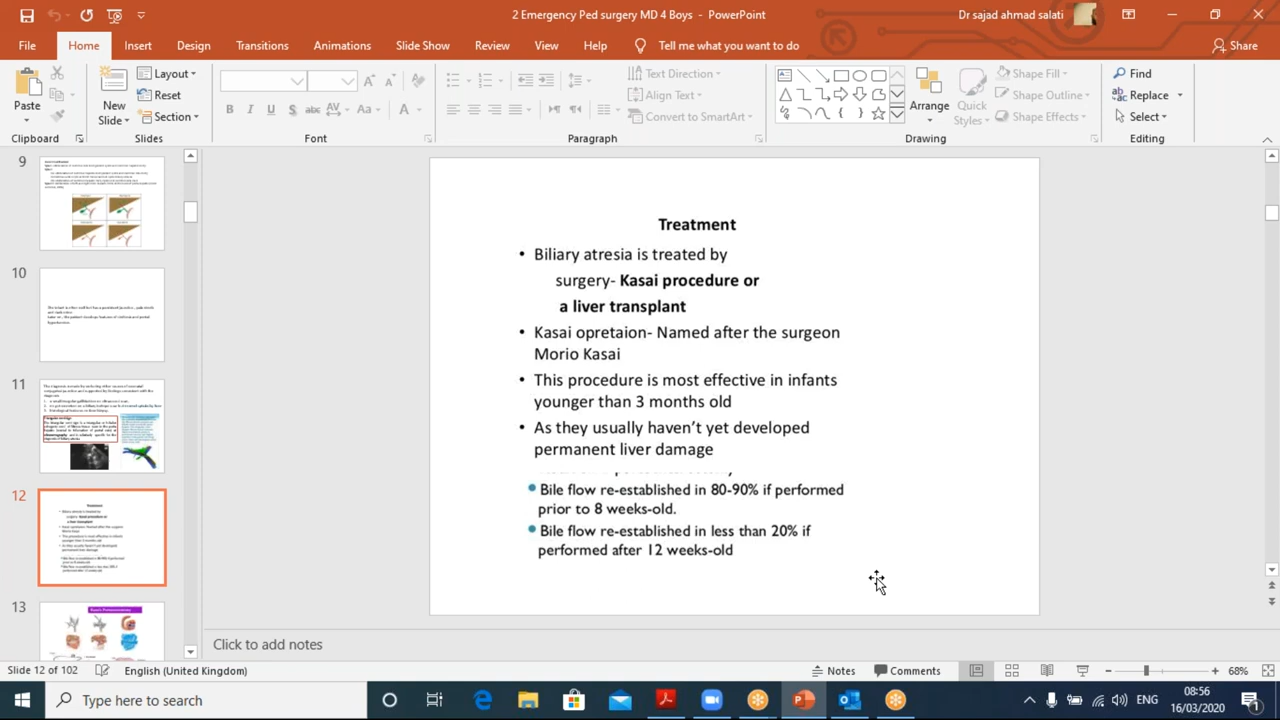 2 Emergency Ped surgery MD 4 Boys - PowerPoint
Dr sajad ahmad salati
File Home Insert Design Transitions Animations Slide Show Review View Help Tell me what you want to do Share
Paste
Clipboard
New
Slide
Layout
Reset
Section
Slides
B I U S abc AV Aa A
Font
Text Direction
Align Text
Convert to SmartArt
Paragraph
Arrange
Quick
Styles
Shape Fill
Shape Outline
Shape Effects
Drawing
Find
Replace
Select
Editing
9
10
11
12
13
Treatment
• Biliary atresia is treated by
surgery- Kasai procedure or
a liver transplant
• Kasai opretaion- Named after the surgeon
Morio Kasai
• This procedure is most effective in infants
younger than 3 months old
• As they usually haven't yet developed
permanent liver damage
• Bile flow re-established in 80-90% if performed
prior to 8 weeks-old.
Bile flow re-established in less than 20% if
performed after 12 weeks-old
Click to add notes
Slide 12 of 102
English (United Kingdom)
Notes
Comments
68%
Type here to search
ENG
08:56
16/03/2020